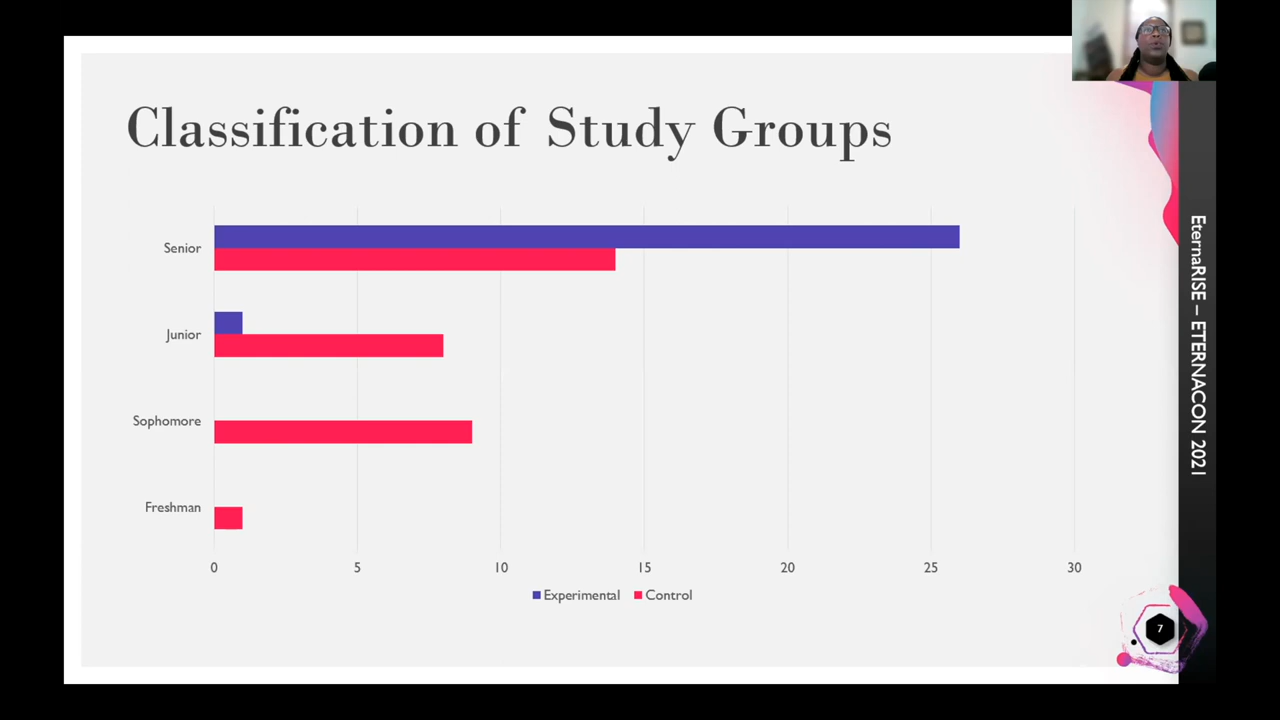 Classification of Study Groups
Senior
Junior
Sophomore
Freshman
0 5 10 15 20 25 30
Experimental Control
EternaRISE – ETERNACON 2021
7